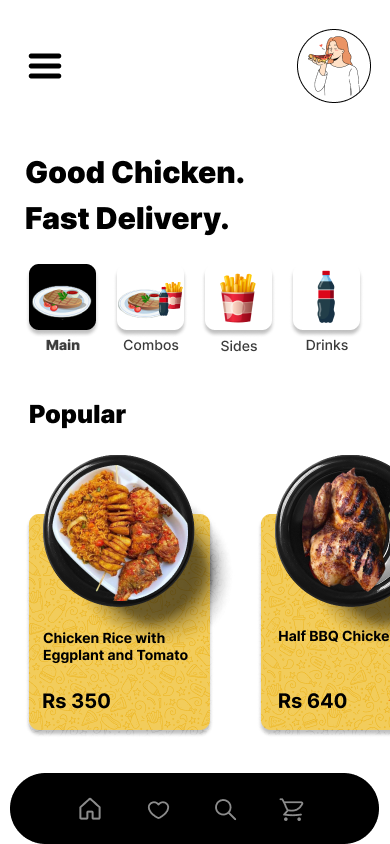 Good Chicken.
Fast Delivery.
Main
Combos
Sides
Drinks
Popular
Chicken Rice with
Eggplant and Tomato
Rs 350
Half BBQ Chicke
Rs 640